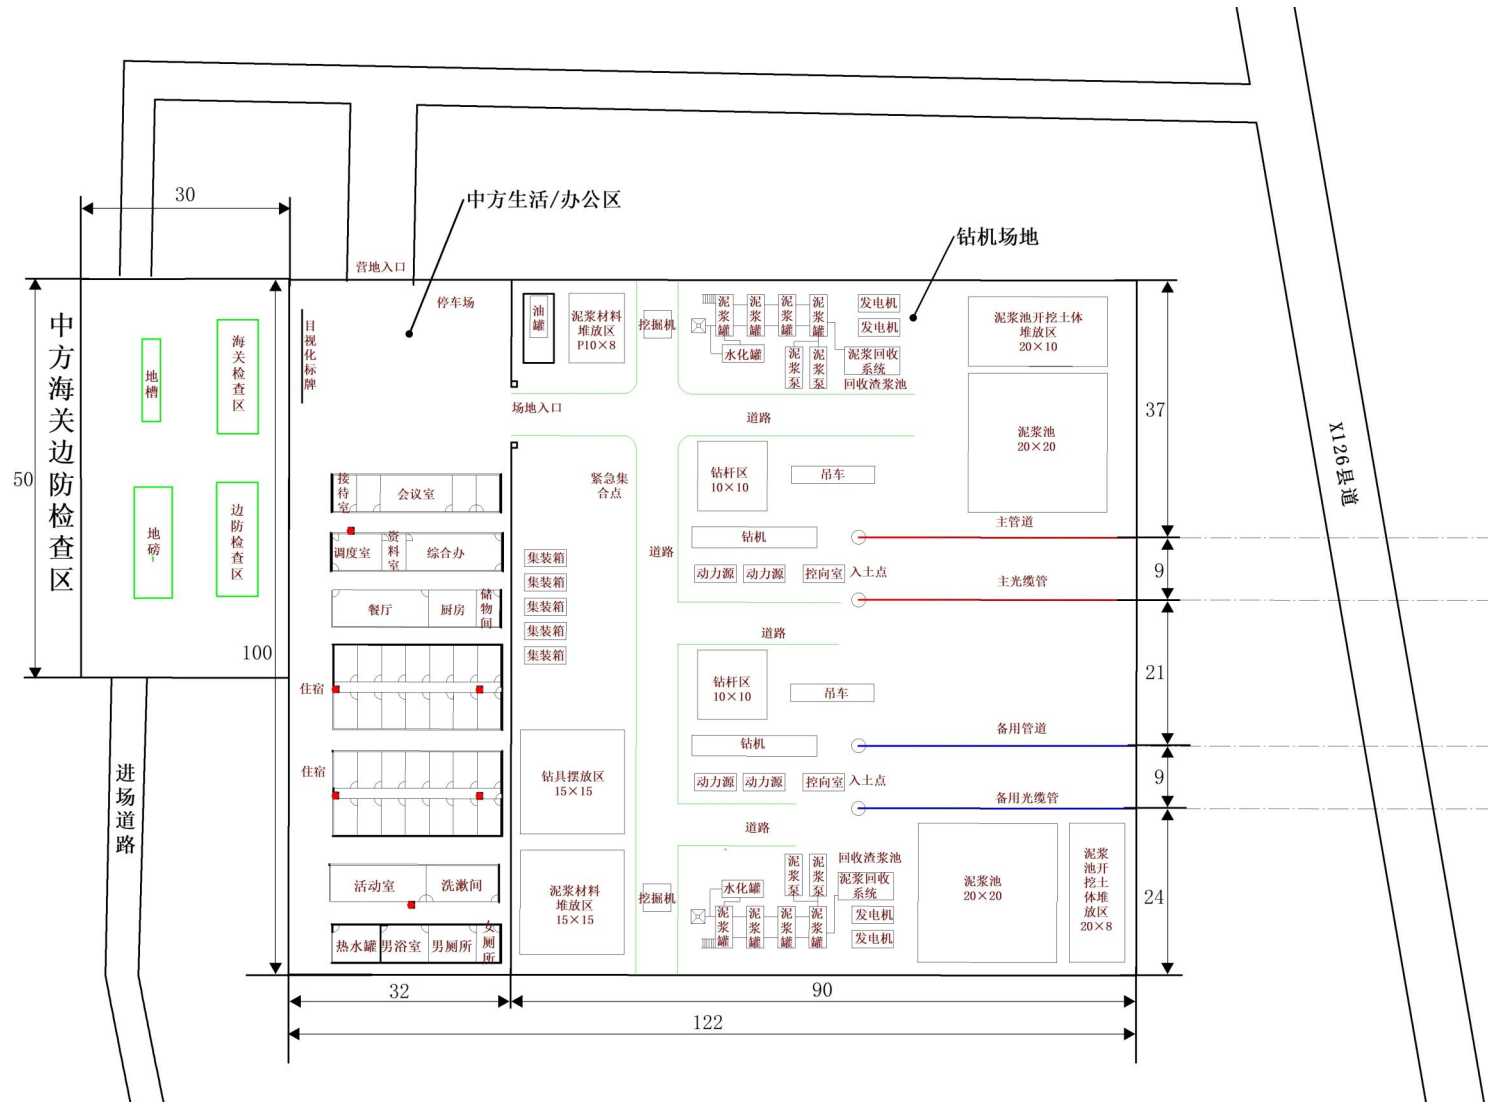 30
中方生活/办公区
钻机场地
营地入口
停车场
目视化标牌
中方海关边防检查区
地槽
海关检查区
地磅
边防检查区
50
100
进场道路
油罐
泥浆材料
堆放区
P10×8
挖掘机
泥浆罐
泥浆罐
泥浆罐
泥浆罐
水化罐
泥浆泵
泥浆泵
发电机
发电机
泥浆回收
系统
回收渣浆池
泥浆池开挖土体
堆放区
20×10
泥浆池
20×20
37
X126县道
场地入口
道路
紧急集
合点
钻杆区
10×10
吊车
接待室
会议室
调度室
资料室
综合办
餐厅
厨房
储物间
集装箱
集装箱
集装箱
集装箱
集装箱
道路
钻机
主管道
动力源
动力源
控向室
入土点
主光缆管
9
道路
21
钻杆区
10×10
吊车
住宿
住宿
钻机
备用管道
动力源
动力源
控向室
入土点
备用光缆管
9
钻具摆放区
15×15
道路
活动室
洗漱间
热水罐
男浴室
男厕所
女厕所
泥浆材料
堆放区
15×15
挖掘机
水化罐
泥浆泵
泥浆泵
回收渣浆池
泥浆回收
系统
泥浆罐
泥浆罐
泥浆罐
泥浆罐
发电机
发电机
泥浆池
20×20
泥浆
池开
挖土
体堆
放区
20×8
24
32
90
122